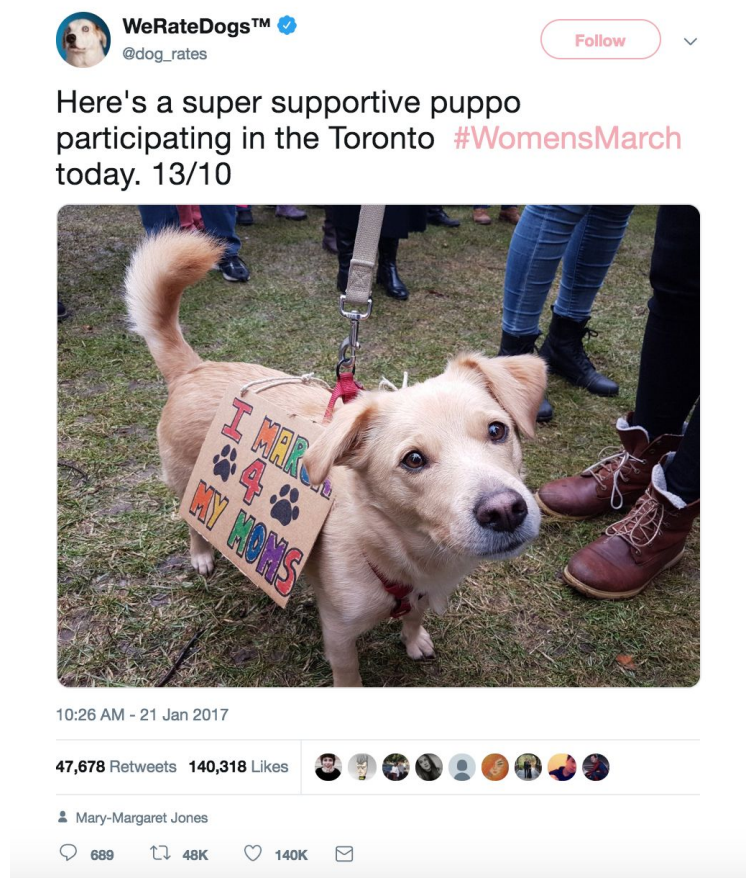 WeRateDogs™
@dog_rates
Follow
Here's a super supportive puppo
participating in the Toronto #WomensMarch
today. 13/10
I MAR
4
MY MOMS
10:26 AM - 21 Jan 2017
47,678 Retweets 140,318 Likes
Mary-Margaret Jones
689 48K 140K